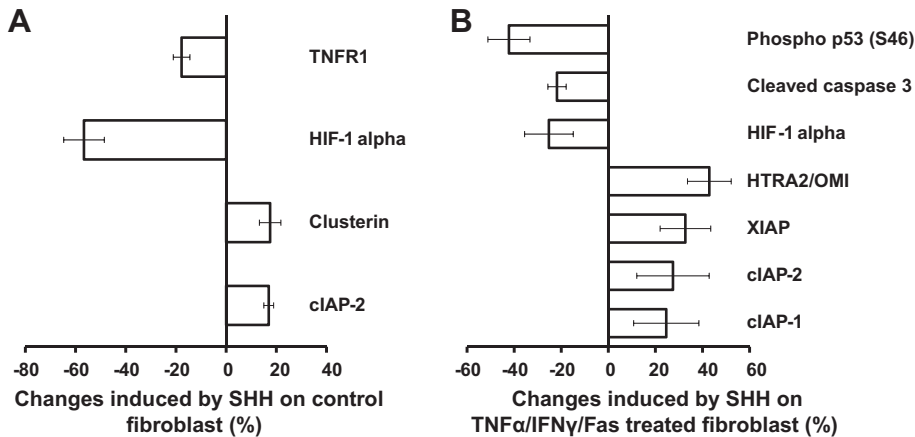 A
TNFR1
HIF-1 alpha
Clusterin
cIAP-2
-80 -60 -40 -20 0 20 40
Changes induced by SHH on control
fibroblast (%)
B
Phospho p53 (S46)
Cleaved caspase 3
HIF-1 alpha
HTRA2/OMI
XIAP
cIAP-2
cIAP-1
-60 -40 -20 0 20 40 60
Changes induced by SHH on
TNFα/IFNγ/Fas treated fibroblast (%)